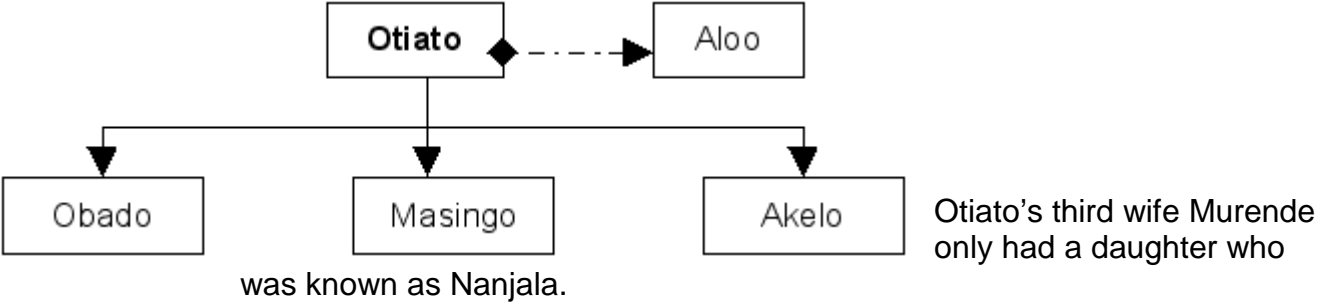 Otiato Aloo
Obado Masingo Akelo
Otiato’s third wife Murende
only had a daughter who
was known as Nanjala.